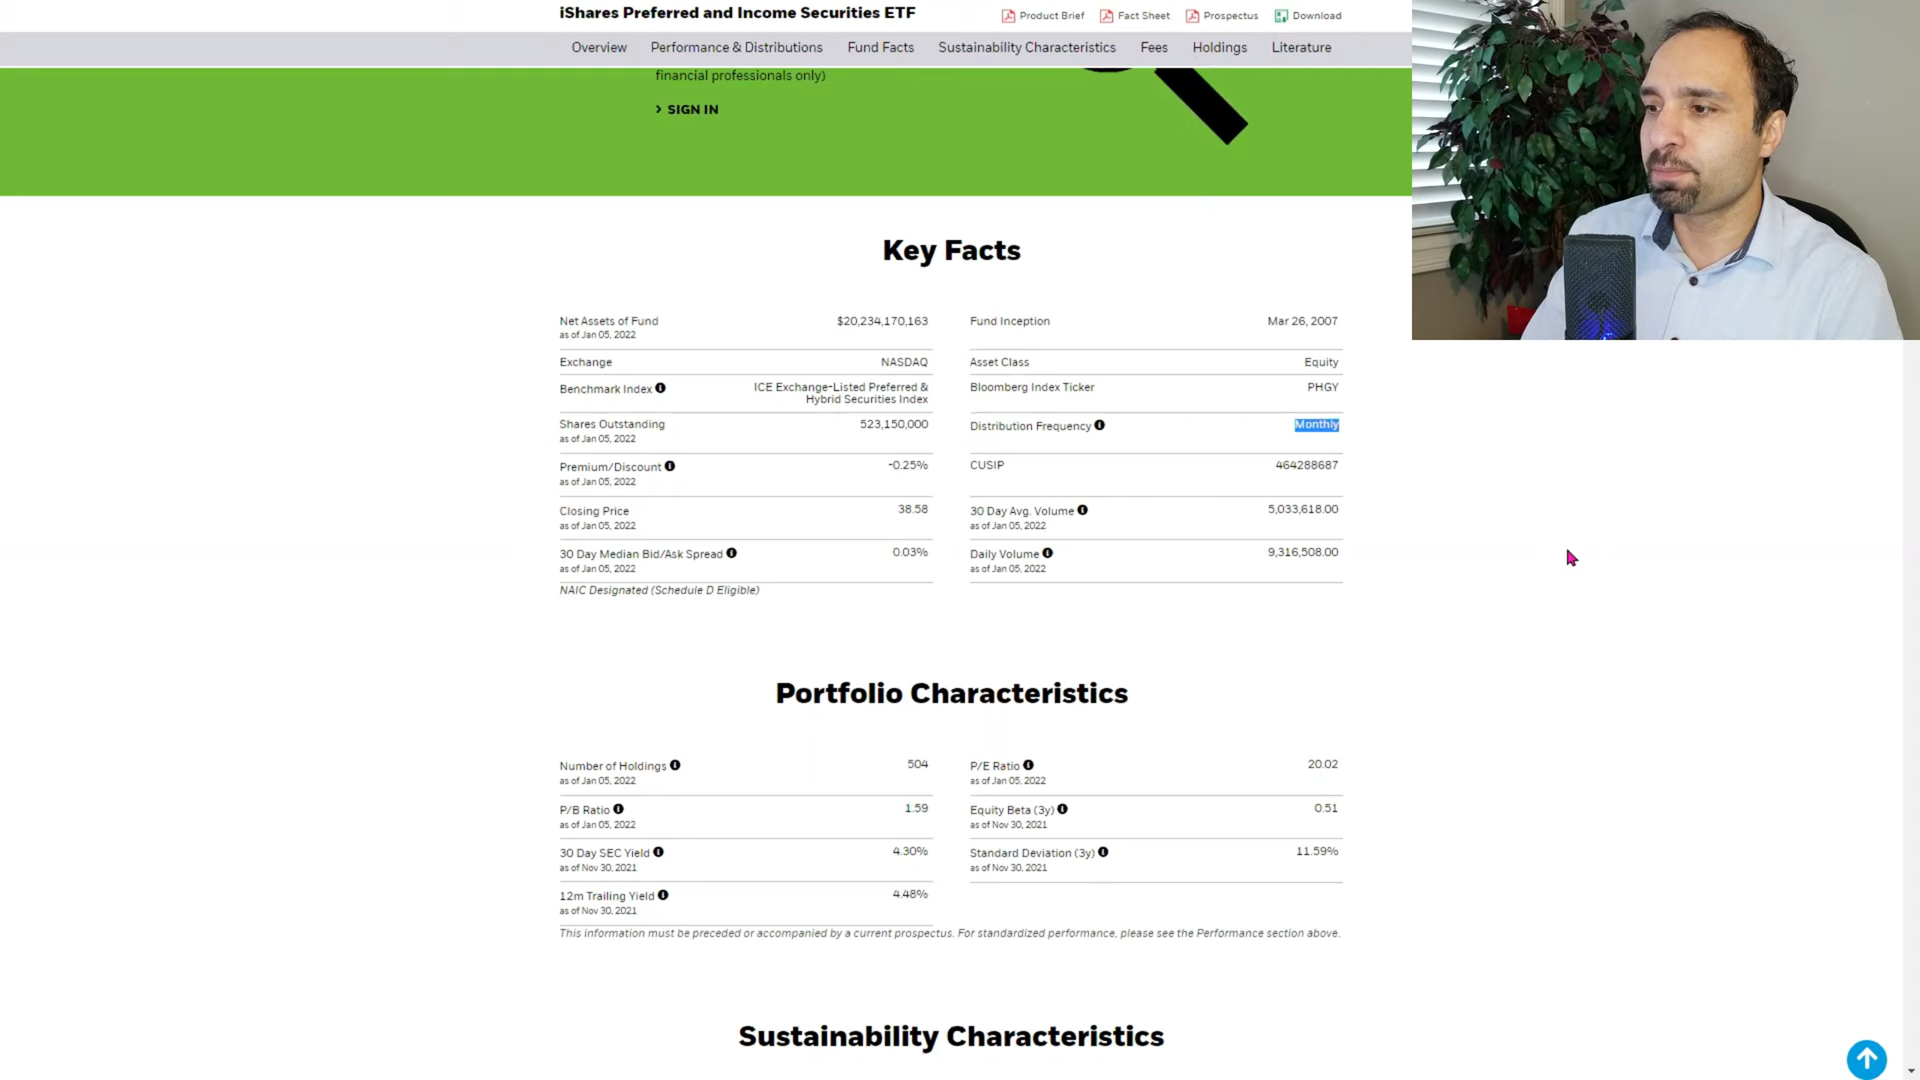 iShares Preferred and Income Securities ETF
Product Brief Fact Sheet Prospectus Download
Overview Performance & Distributions Fund Facts Sustainability Characteristics Fees Holdings Literature
financial professionals only)
> SIGN IN
Key Facts
Net Assets of Fund $20,234,170,163
as of Jan 05, 2022
Fund Inception Mar 26, 2007
Exchange NASDAQ
Asset Class Equity
Benchmark Index ICE Exchange-Listed Preferred &
Hybrid Securities Index
Bloomberg Index Ticker PHGY
Shares Outstanding 523,150,000
as of Jan 05, 2022
Distribution Frequency Monthly
Premium/Discount -0.25%
as of Jan 05, 2022
CUSIP 464288687
Closing Price 38.58
as of Jan 05, 2022
30 Day Avg. Volume 5,033,618.00
as of Jan 05, 2022
30 Day Median Bid/Ask Spread 0.03%
as of Jan 05, 2022
Daily Volume 9,316,508.00
as of Jan 05, 2022
NAIC Designated (Schedule D Eligible)
Portfolio Characteristics
Number of Holdings 504
as of Jan 05, 2022
P/E Ratio 20.02
as of Jan 05, 2022
P/B Ratio 1.59
as of Jan 05, 2022
Equity Beta (3y) 0.51
as of Nov 30, 2021
30 Day SEC Yield 4.30%
as of Nov 30, 2021
Standard Deviation (3y) 11.59%
as of Nov 30, 2021
12m Trailing Yield 4.48%
as of Nov 30, 2021
This information must be preceded or accompanied by a current prospectus. For standardized performance, please see the Performance section above.
Sustainability Characteristics